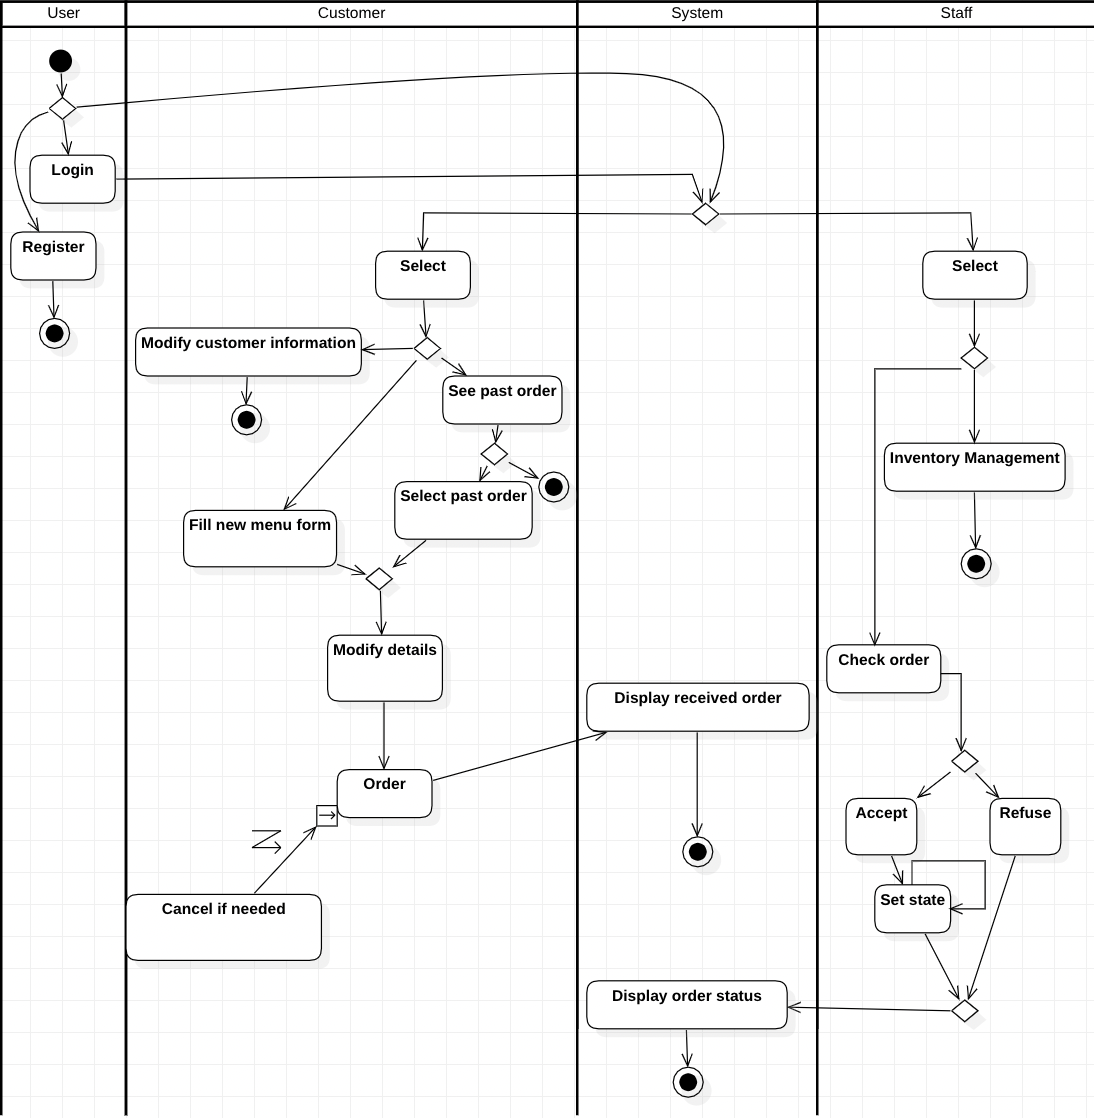 User
Customer
System
Staff
Login
Register
Select
Select
Modify customer information
See past order
Inventory Management
Select past order
Fill new menu form
Modify details
Check order
Display received order
Order
Accept
Refuse
Set state
Cancel if needed
Display order status